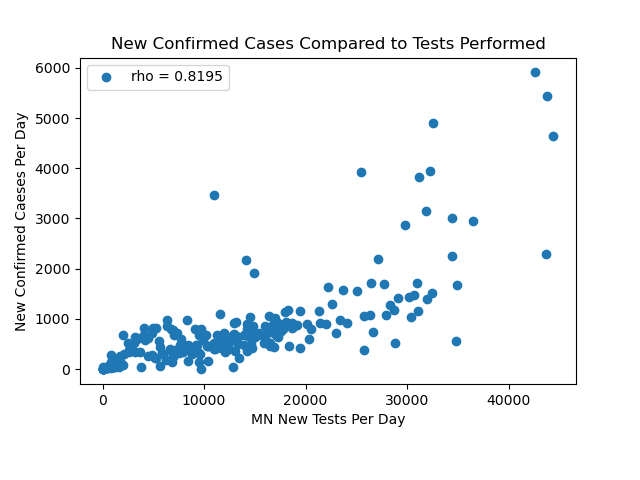 New Confirmed Cases Compared to Tests Performed
rho = 0.8195
New Confirmed Caeses Per Day
6000
5000
4000
3000
2000
1000
0
0 10000 20000 30000 40000
MN New Tests Per Day